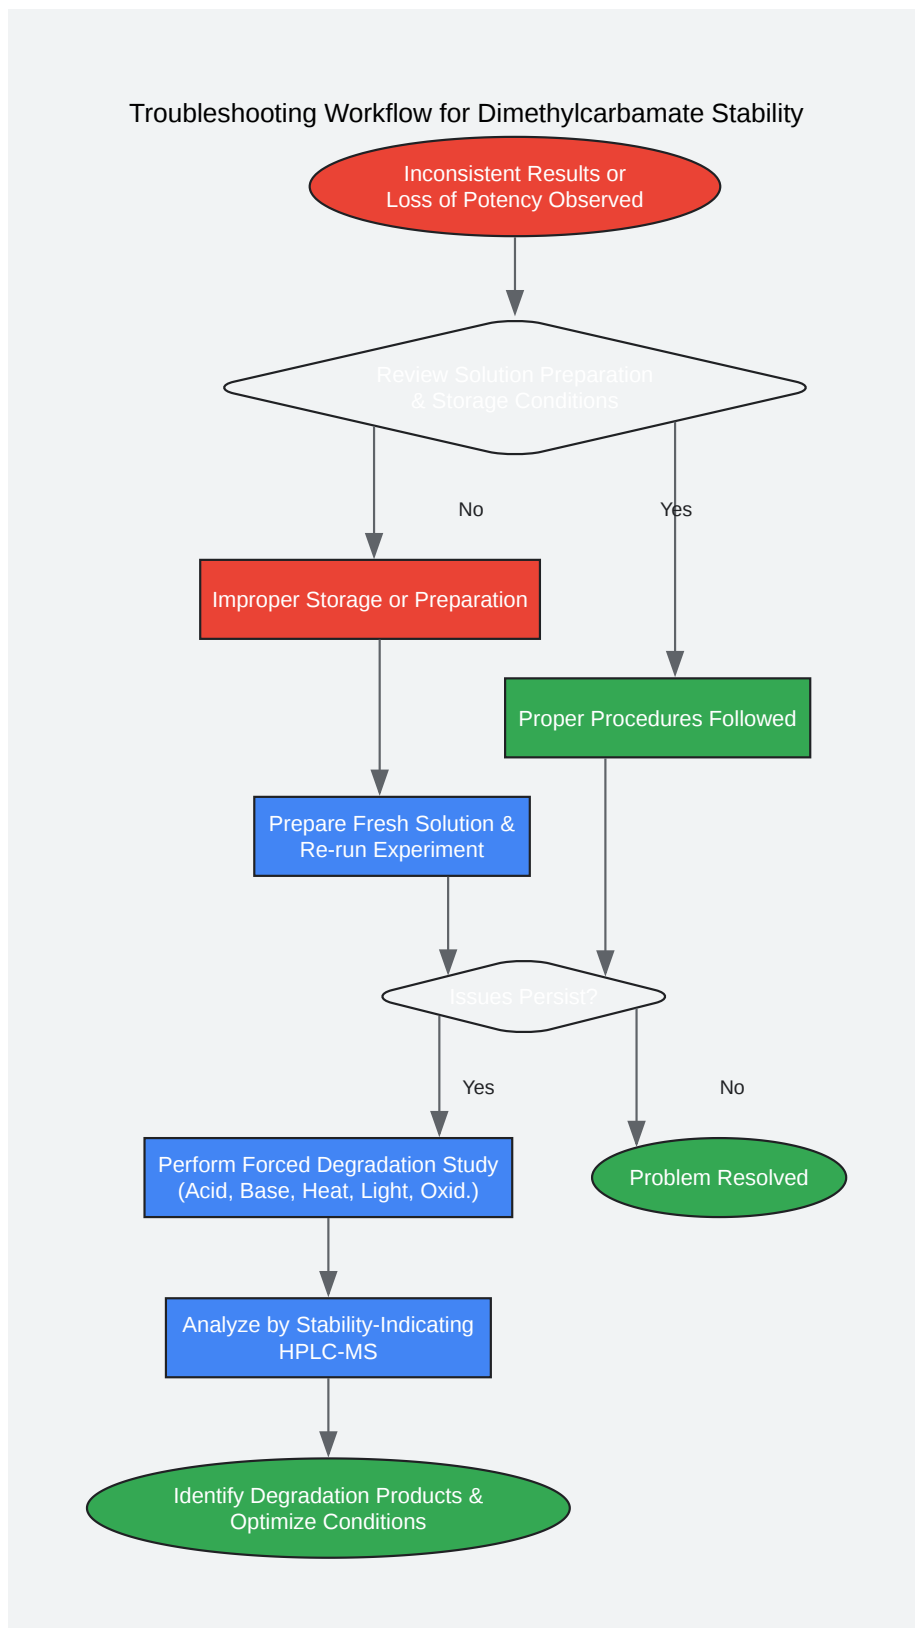 Troubleshooting Workflow for Dimethylcarbamate Stability
Inconsistent Results or
Loss of Potency Observed
Review Solution Preparation
& Storage Conditions
No
Yes
Improper Storage or Preparation
Proper Procedures Followed
Prepare Fresh Solution &
Re-run Experiment
Issues Persist?
Yes
No
Perform Forced Degradation Study
(Acid, Base, Heat, Light, Oxid.)
Problem Resolved
Analyze by Stability-Indicating
HPLC-MS
Identify Degradation Products &
Optimize Conditions